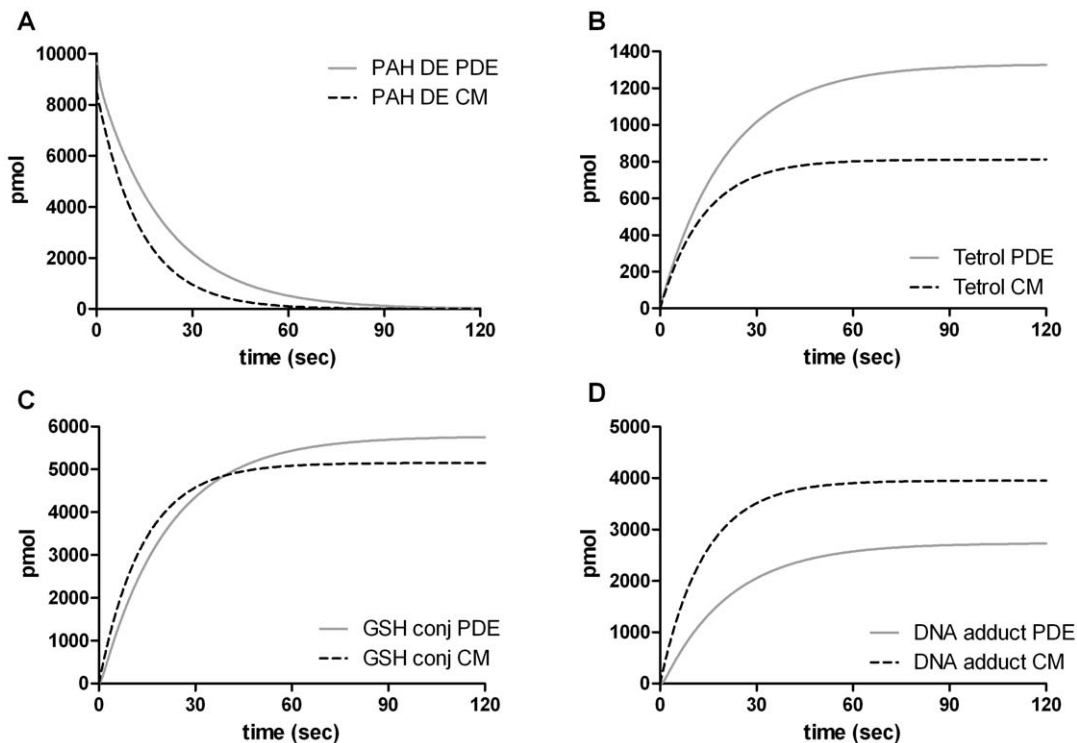 A
10000
8000
6000
4000
2000
0
pmol
0 30 60 90 120
time (sec)
PAH DE PDE
PAH DE CM
B
1400
1200
1000
800
600
400
200
0
pmol
0 30 60 90 120
time (sec)
Tetrol PDE
Tetrol CM
C
6000
5000
4000
3000
2000
1000
0
pmol
0 30 60 90 120
time (sec)
GSH conj PDE
GSH conj CM
D
5000
4000
3000
2000
1000
0
pmol
0 30 60 90 120
time (sec)
DNA adduct PDE
DNA adduct CM